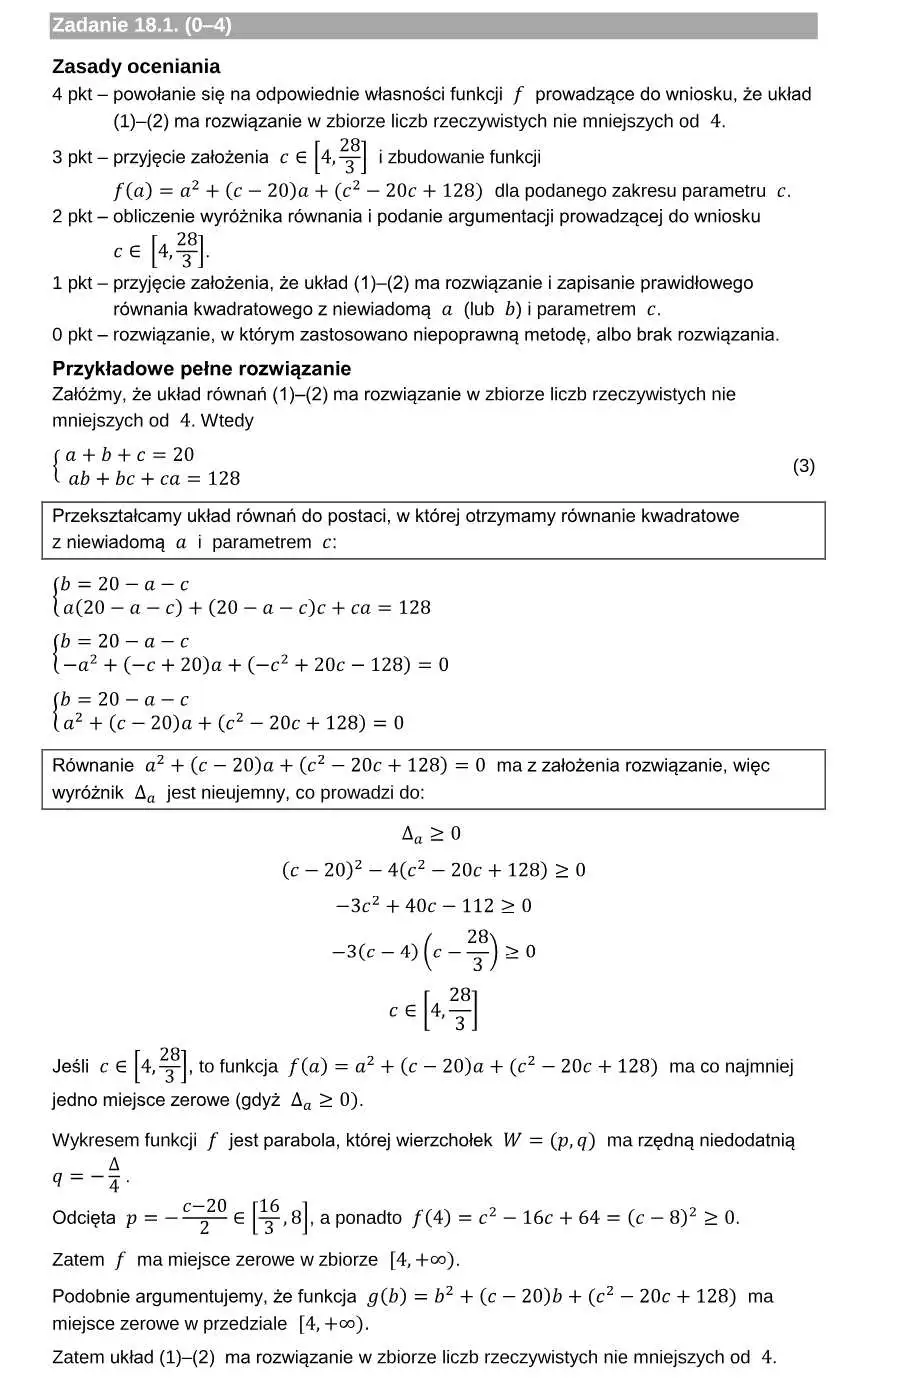 Zadanie 18.1. (0–4)
Zasady oceniania
4 pkt – powołanie się na odpowiednie własności funkcji f prowadzące do wniosku, że układ
(1)–(2) ma rozwiązanie w zbiorze liczb rzeczywistych nie mniejszych od 4.
3 pkt – przyjęcie założenia c ∈ [4, 28/3] i zbudowanie funkcji
f(a) = a² + (c − 20)a + (c² − 20c + 128) dla podanego zakresu parametru c.
2 pkt – obliczenie wyróżnika równania i podanie argumentacji prowadzącej do wniosku
c ∈ [4, 28/3].
1 pkt – przyjęcie założenia, że układ (1)–(2) ma rozwiązanie i zapisanie prawidłowego
równania kwadratowego z niewiadomą a (lub b) i parametrem c.
0 pkt – rozwiązanie, w którym zastosowano niepoprawną metodę, albo brak rozwiązania.
Przykładowe pełne rozwiązanie
Załóżmy, że układ równań (1)–(2) ma rozwiązanie w zbiorze liczb rzeczywistych nie
mniejszych od 4. Wtedy
{ a + b + c = 20
ab + bc + ca = 128 (3)
Przekształcamy układ równań do postaci, w której otrzymamy równanie kwadratowe
z niewiadomą a i parametrem c:
{ b = 20 − a − c
a(20 − a − c) + (20 − a − c)c + ca = 128
{ b = 20 − a − c
−a² + (−c + 20)a + (−c² + 20c − 128) = 0
{ b = 20 − a − c
a² + (c − 20)a + (c² − 20c + 128) = 0
Równanie a² + (c − 20)a + (c² − 20c + 128) = 0 ma z założenia rozwiązanie, więc
wyróżnik Δₐ jest nieujemny, co prowadzi do:
Δₐ ≥ 0
(c − 20)² − 4(c² − 20c + 128) ≥ 0
−3c² + 40c − 112 ≥ 0
−3(c − 4)(c − 28/3) ≥ 0
c ∈ [4, 28/3]
Jeśli c ∈ [4, 28/3], to funkcja f(a) = a² + (c − 20)a + (c² − 20c + 128) ma co najmniej
jedno miejsce zerowe (gdyż Δₐ ≥ 0).
Wykresem funkcji f jest parabola, której wierzchołek W = (p, q) ma rzędną niedodatnią
q = −Δ/4 .
Odcięta p = −(c−20)/2 ∈ [16/3, 8], a ponadto f(4) = c² − 16c + 64 = (c − 8)² ≥ 0.
Zatem f ma miejsce zerowe w zbiorze [4, +∞).
Podobnie argumentujemy, że funkcja g(b) = b² + (c − 20)b + (c² − 20c + 128) ma
miejsce zerowe w przedziale [4, +∞).
Zatem układ (1)–(2) ma rozwiązanie w zbiorze liczb rzeczywistych nie mniejszych od 4.